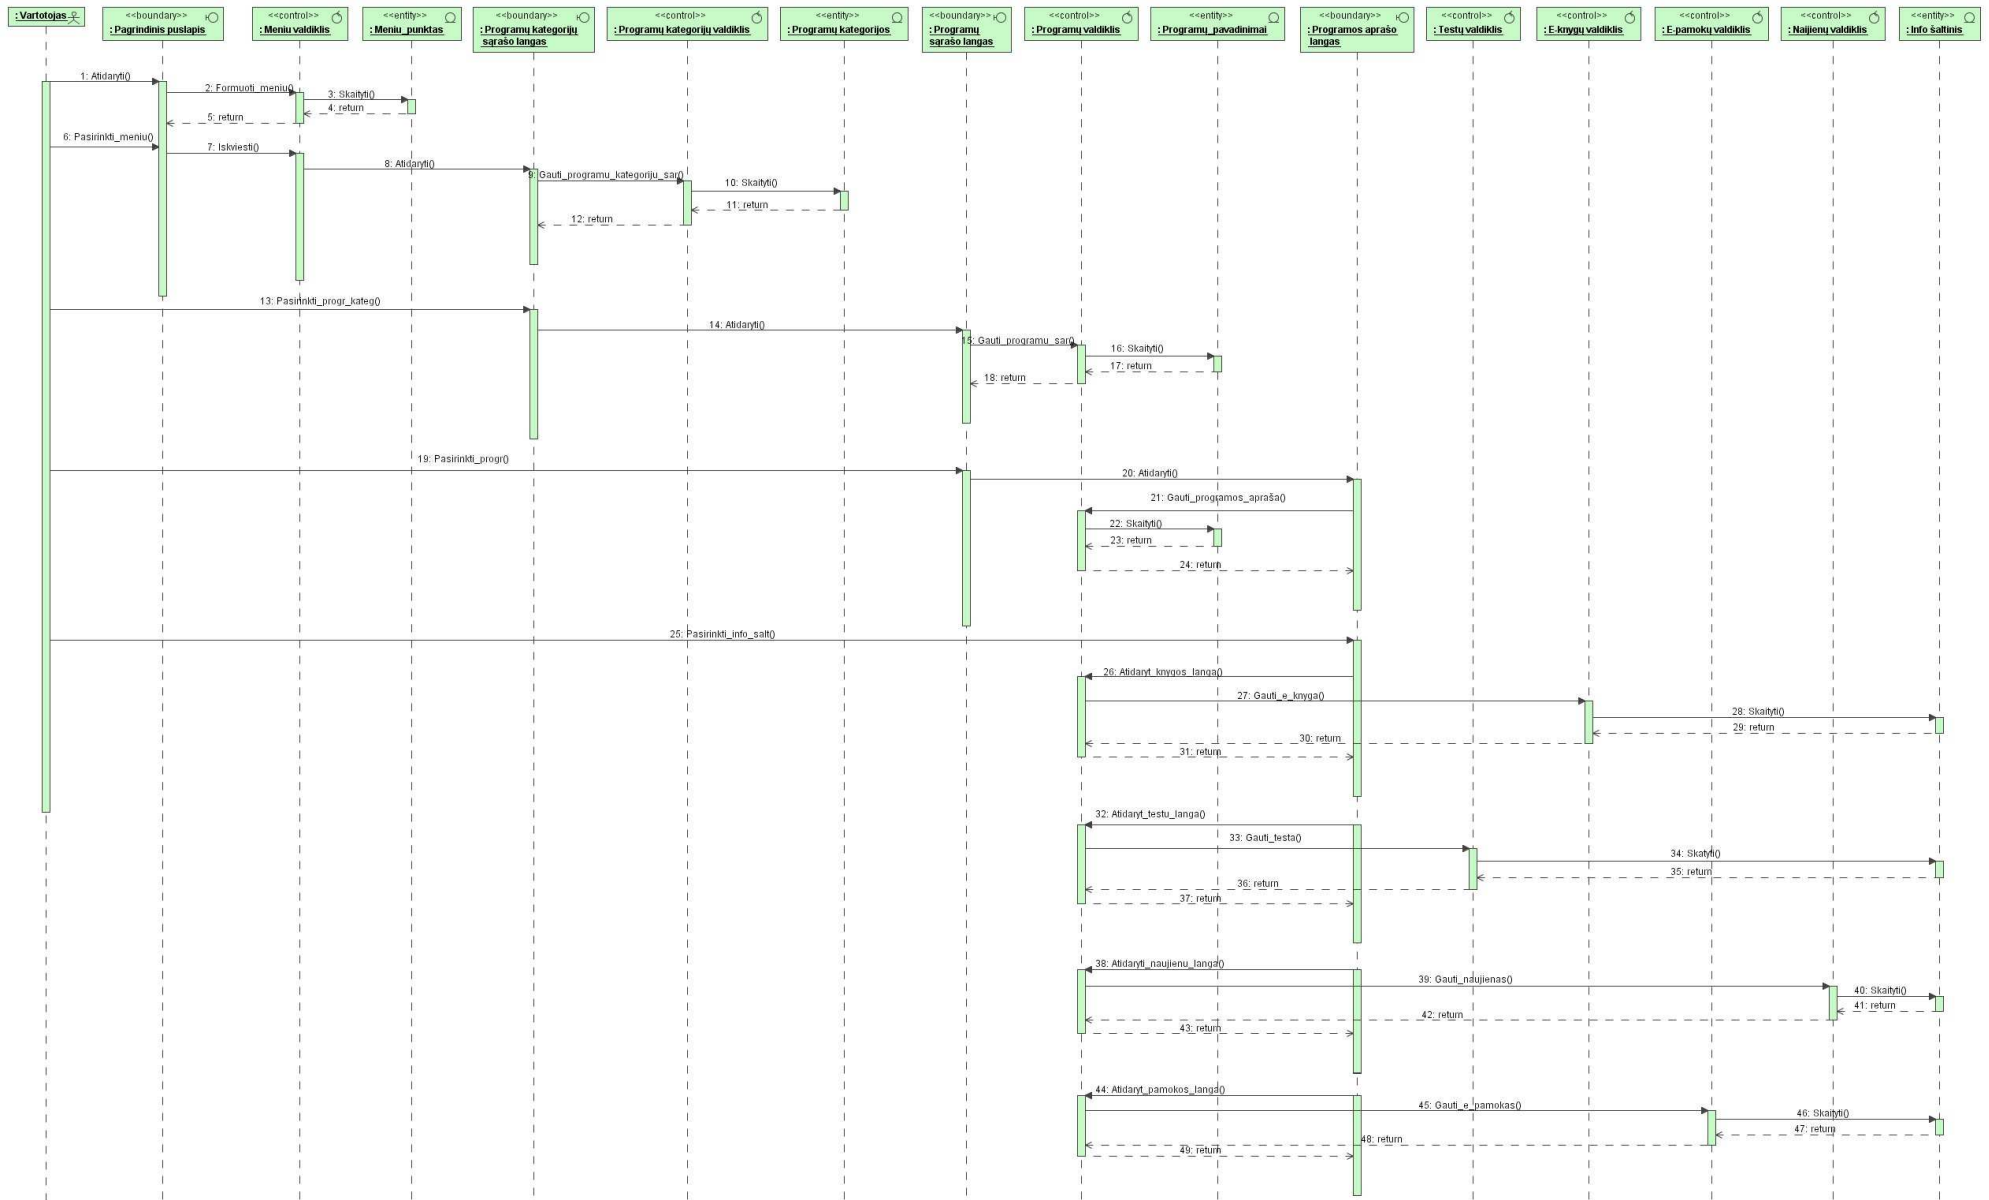 : Vartotojas
<<boundary>>
: Pagrindinis puslapis
<<control>>
: Meniu valdiklis
<<entity>>
: Meniu_punktas
<<boundary>>
: Programų kategorijų
sąrašo langas
<<control>>
: Programų kategorijų valdiklis
<<entity>>
: Programų kategorijos
<<boundary>>
: Programų
sąrašo langas
<<control>>
: Programų valdiklis
<<entity>>
: Programų_pavadinimai
<<boundary>>
: Programos aprašo
langas
<<control>>
: Testų valdiklis
<<control>>
: E-knygų valdiklis
<<control>>
: E-pamokų valdiklis
<<control>>
: Naijienų valdiklis
<<entity>>
: Info šaltinis
1: Atidaryti()
2: Formuoti_meniu()
3: Skaityti()
4: return
5: return
6: Pasirinkti_meniu()
7: Iskviesti()
8: Atidaryti()
9: Gauti_programu_kategoriju_sar()
10: Skaityti()
11: return
12: return
13: Pasirinkti_progr_kateg()
14: Atidaryti()
15: Gauti_programu_sar()
16: Skaityti()
17: return
18: return
19: Pasirinkti_progr()
20: Atidaryti()
21: Gauti_programos_apraša()
22: Skaityti()
23: return
24: return
25: Pasirinkti_info_salt()
26: Atidaryt_knygos_langa()
27: Gauti_e_knyga()
28: Skaityti()
29: return
30: return
31: return
32: Atidaryt_testu_langa()
33: Gauti_testa()
34: Skatyti()
35: return
36: return
37: return
38: Atidaryti_naujienu_langa()
39: Gauti_naujienas()
40: Skaityti()
41: return
42: return
43: return
44: Atidaryt_pamokos_langa()
45: Gauti_e_pamokas()
46: Skaityti()
47: return
48: return
49: return